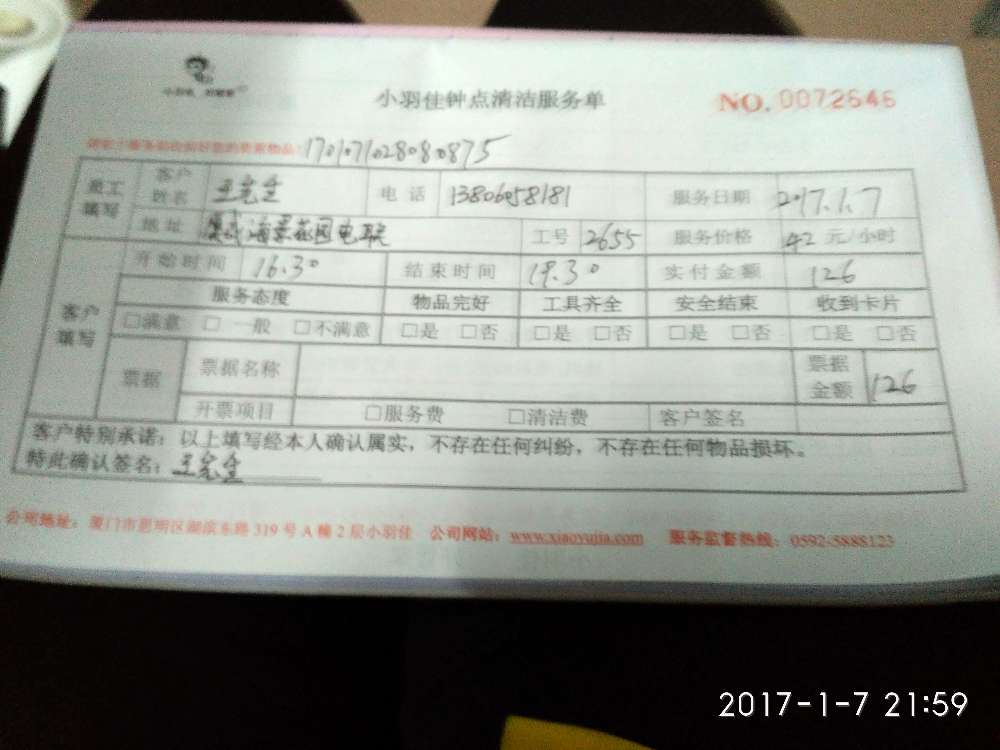 小羽佳钟点清洁服务单
NO. 0072646
170107102808 0875
员工填写 客户姓名 王先生 电话 服务日期 2017.1.7
地址 海景花园电联 工号 2655 服务价格 42 元/小时
客户填写 开始时间 16.30 结束时间 19.30 实付金额 126
服务态度 物品完好 工具齐全 安全结束 收到卡片
□满意 □一般 □不满意 □是 □否 □是 □否 □是 □否 □是 □否
票据 票据名称 票据金额 126
开票项目 □服务费 □清洁费 客户签名
客户特别承诺：以上填写经本人确认属实，不存在任何纠纷，不存在任何物品损坏。
特此确认签名：王先生
公司地址：厦门市思明区湖滨东路 319 号 A 幢 2 层小羽佳 公司网站：www.xiaoyujia.com 服务监督热线：0592-5888123
2017-1-7 21:59